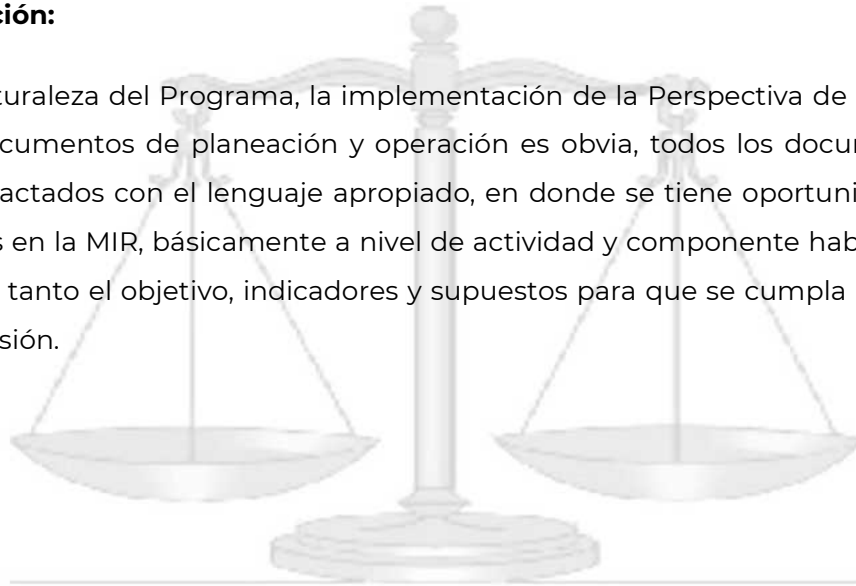 ción:
turaleza del Programa, la implementación de la Perspectiva de
cumentos de planeación y operación es obvia, todos los docu
actados con el lenguaje apropiado, en donde se tiene oportuni
s en la MIR, básicamente a nivel de actividad y componente hab
tanto el objetivo, indicadores y supuestos para que se cumpla
sión.